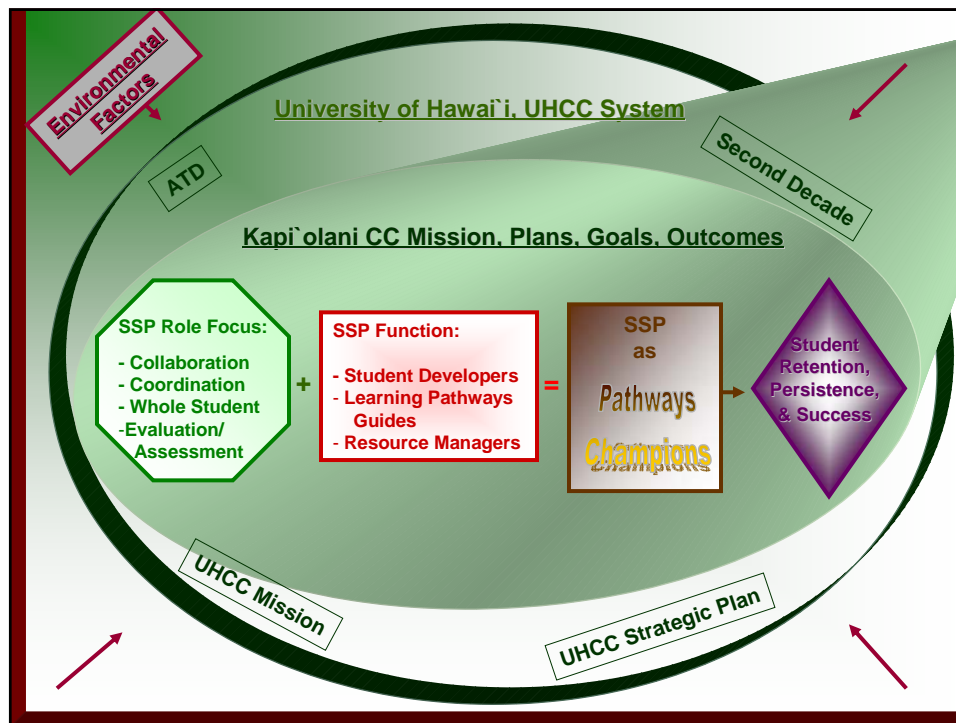 Environmental
Factors
University of Hawai`i, UHCC System
ATD
Second Decade
Kapi`olani CC Mission, Plans, Goals, Outcomes
SSP Role Focus:
- Collaboration
- Coordination
- Whole Student
-Evaluation/
Assessment
+
SSP Function:
- Student Developers
- Learning Pathways
Guides
- Resource Managers
=
SSP
as
Pathways
Champions
Student
Retention,
Persistence,
& Success
UHCC Mission
UHCC Strategic Plan